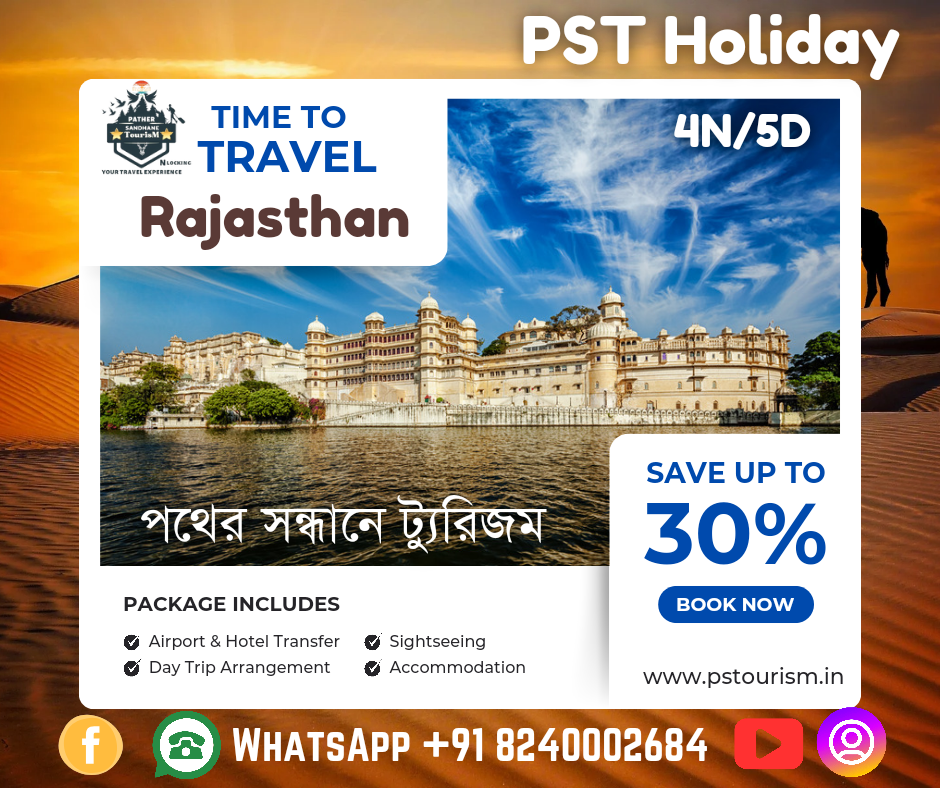 PST Holiday
PATHER
SANDHANE
TourisM
NLOCKING
YOUR TRAVEL EXPERIENCE
TIME TO
TRAVEL
Rajasthan
4N/5D
পথের সন্ধানে ট্যুরিজম
SAVE UP TO
30%
BOOK NOW
www.pstourism.in
PACKAGE INCLUDES
Airport & Hotel Transfer
Sightseeing
Day Trip Arrangement
Accommodation
WhatsApp +91 8240002684